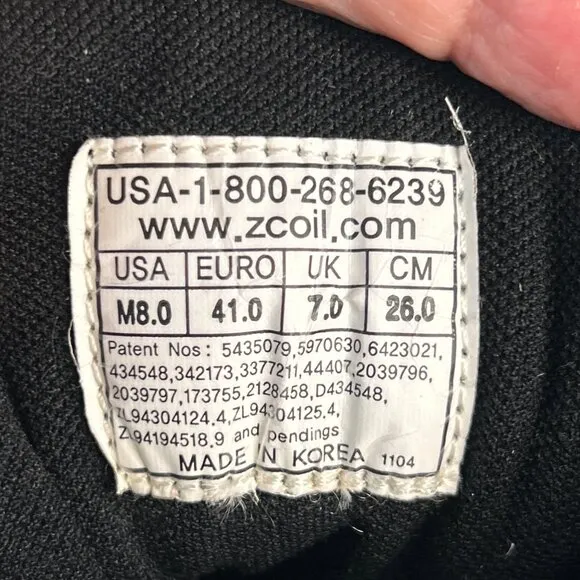 USA-1-800-268-6239
www.zcoil.com
USA EURO UK CM
M8.0 41.0 7.0 26.0
Patent Nos: 5435079,5970630,6423021,
434548,342173,3377211,44407,2039796,
2039797,173755,2128458,D434548,
ZL94304124,4,ZL94304125.4,
ZL94194518,9 and pendings
MADE IN KOREA 1104